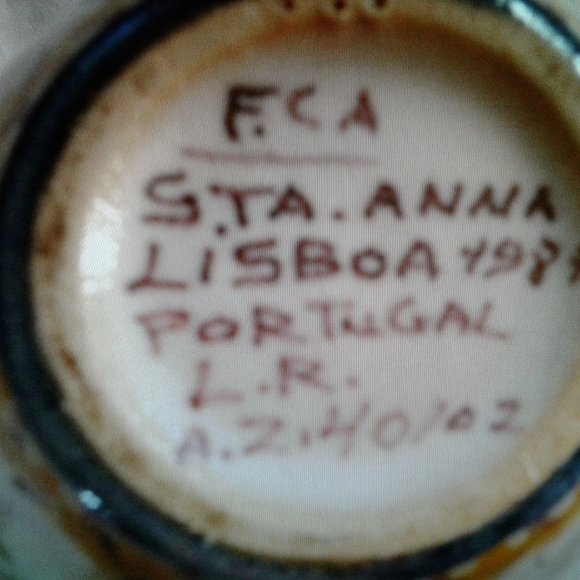 F.CA
S.TA. ANNA
LISBOA
PORTUGAL
L.R.
A.Z.40/02